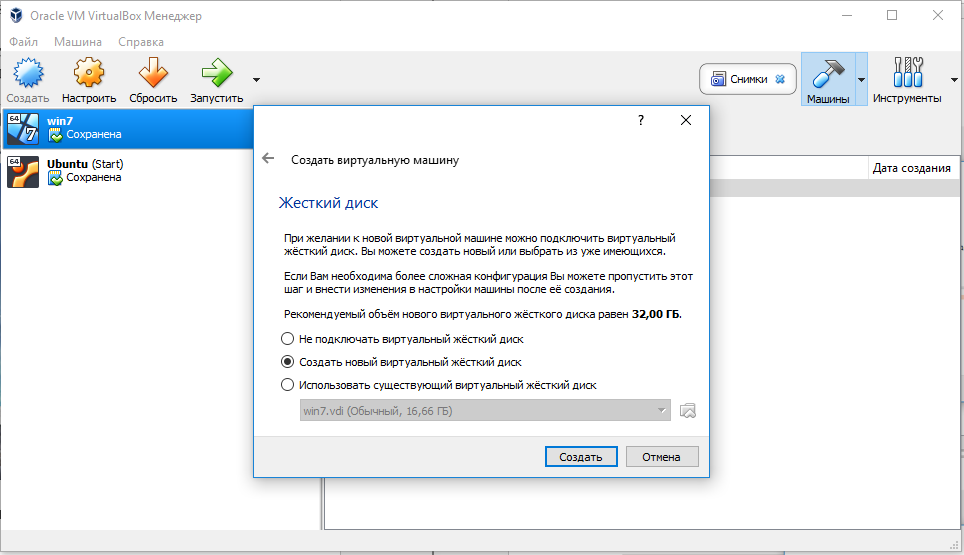 Oracle VM VirtualBox Менеджер
Файл Машина Справка
Создать Настроить Сбросить Запустить
Снимки
Машины
Инструменты
64
7
win7
Сохранена
64
Ubuntu (Start)
Сохранена
Дата создания
?
Создать виртуальную машину
Жесткий диск
При желании к новой виртуальной машине можно подключить виртуальный
жёсткий диск. Вы можете создать новый или выбрать из уже имеющихся.
Если Вам необходима более сложная конфигурация Вы можете пропустить этот
шаг и внести изменения в настройки машины после её создания.
Рекомендуемый объём нового виртуального жёсткого диска равен 32,00 ГБ.
Не подключать виртуальный жёсткий диск
Создать новый виртуальный жёсткий диск
Использовать существующий виртуальный жёсткий диск
win7.vdi (Обычный, 16,66 ГБ)
Создать
Отмена